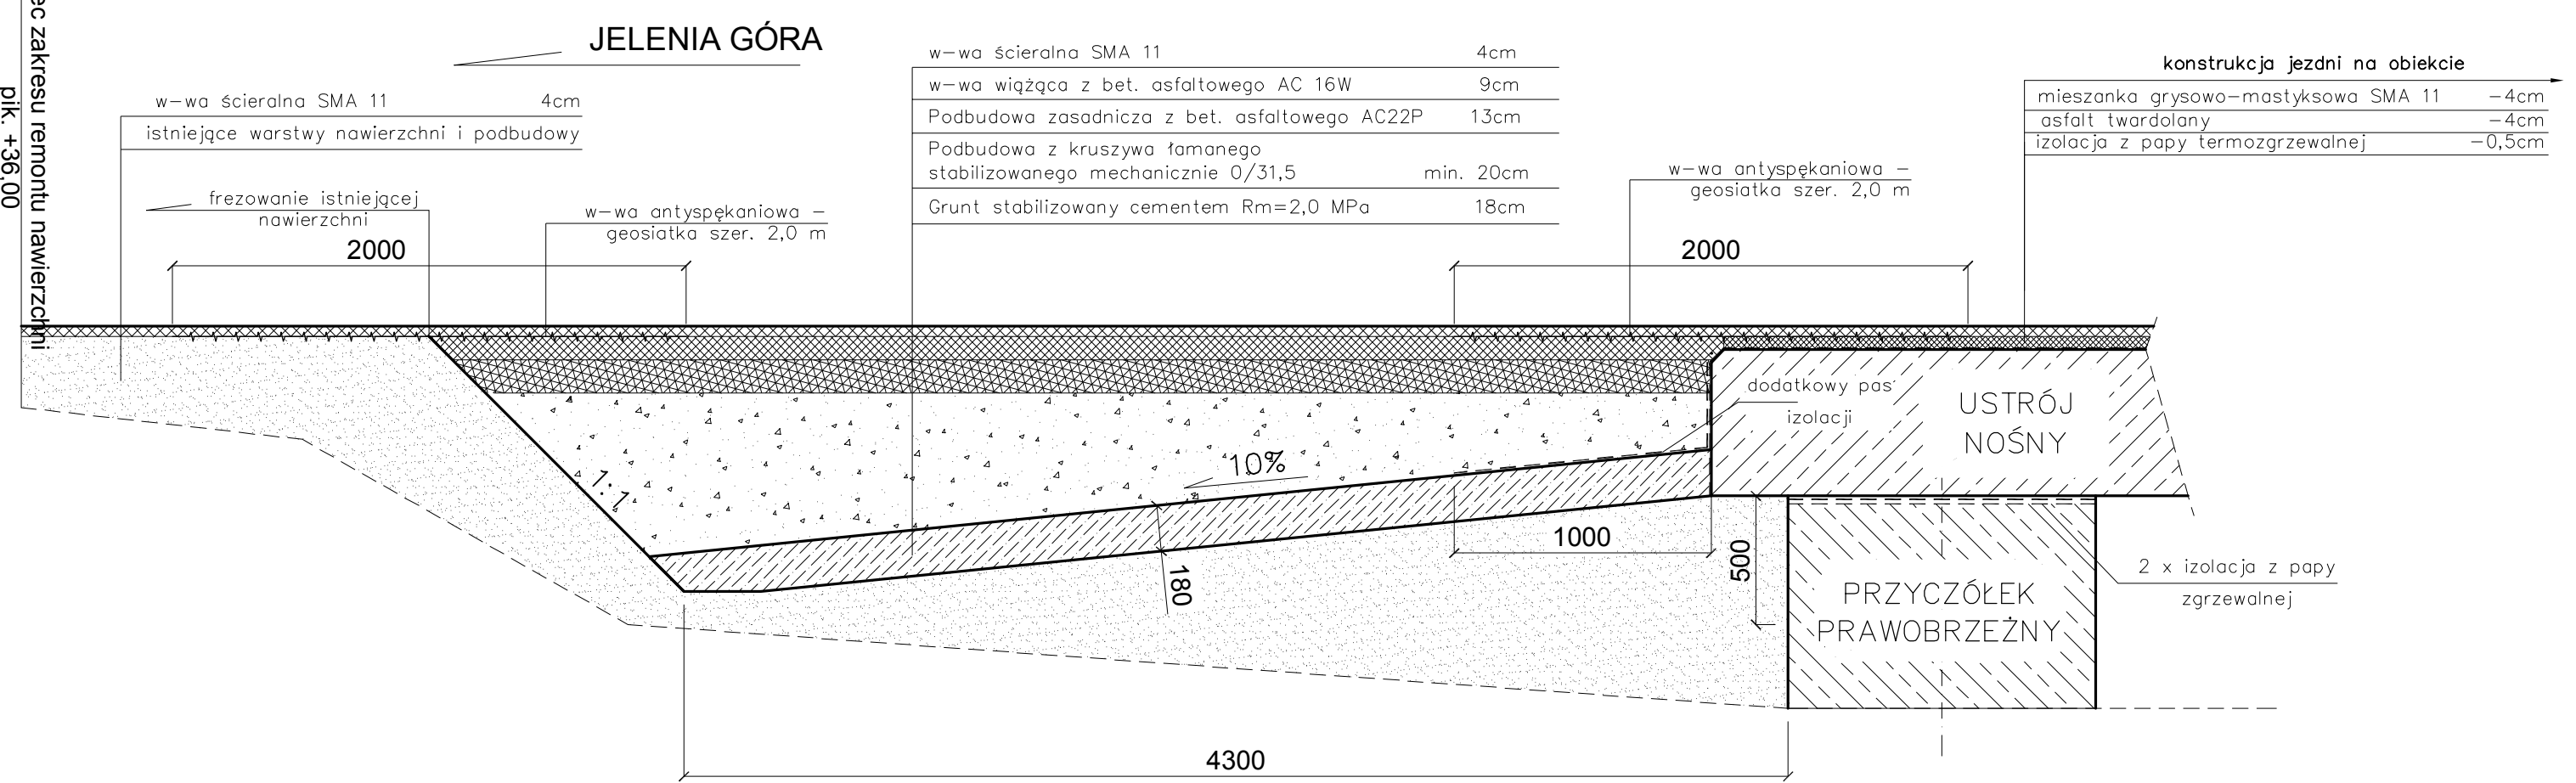 ec zakresu remontu nawierzchni
pik. +36,00
JELENIA GÓRA
w-wa ścieralna SMA 11 4cm
istniejące warstwy nawierzchni i podbudowy
frezowanie istniejącej
nawierzchni
w-wa antyspękaniowa -
geosiatka szer. 2,0 m
2000
w-wa ścieralna SMA 11 4cm
w-wa wiążąca z bet. asfaltowego AC 16W 9cm
Podbudowa zasadnicza z bet. asfaltowego AC22P 13cm
Podbudowa z kruszywa łamanego
stabilizowanego mechanicznie 0/31,5 min. 20cm
Grunt stabilizowany cementem Rm=2,0 MPa 18cm
w-wa antyspękaniowa -
geosiatka szer. 2,0 m
2000
konstrukcja jezdni na obiekcie
mieszanka grysowo-mastyksowa SMA 11 -4cm
asfalt twardolany -4cm
izolacja z papy termozgrzewalnej -0,5cm
dodatkowy pas
izolacji
USTRÓJ
NOŚNY
1:1
10%
180
1000
500
PRZYCZÓŁEK
PRAWOBRZEŻNY
2 x izolacja z papy
zgrzewalnej
4300